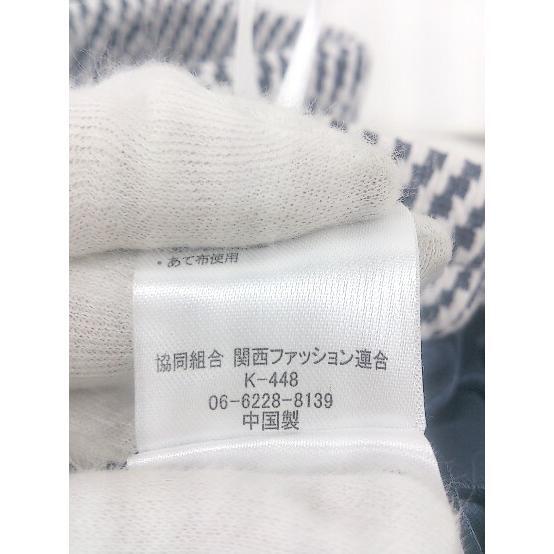 ・あて布使用
協同組合 関西ファッション連合
K-448
06-6228-8139
中国製